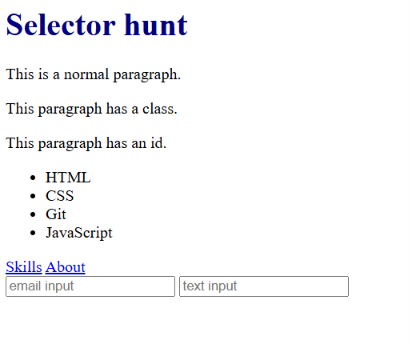 Selector hunt
This is a normal paragraph.
This paragraph has a class.
This paragraph has an id.
HTML
CSS
Git
JavaScript
Skills About
email input text input